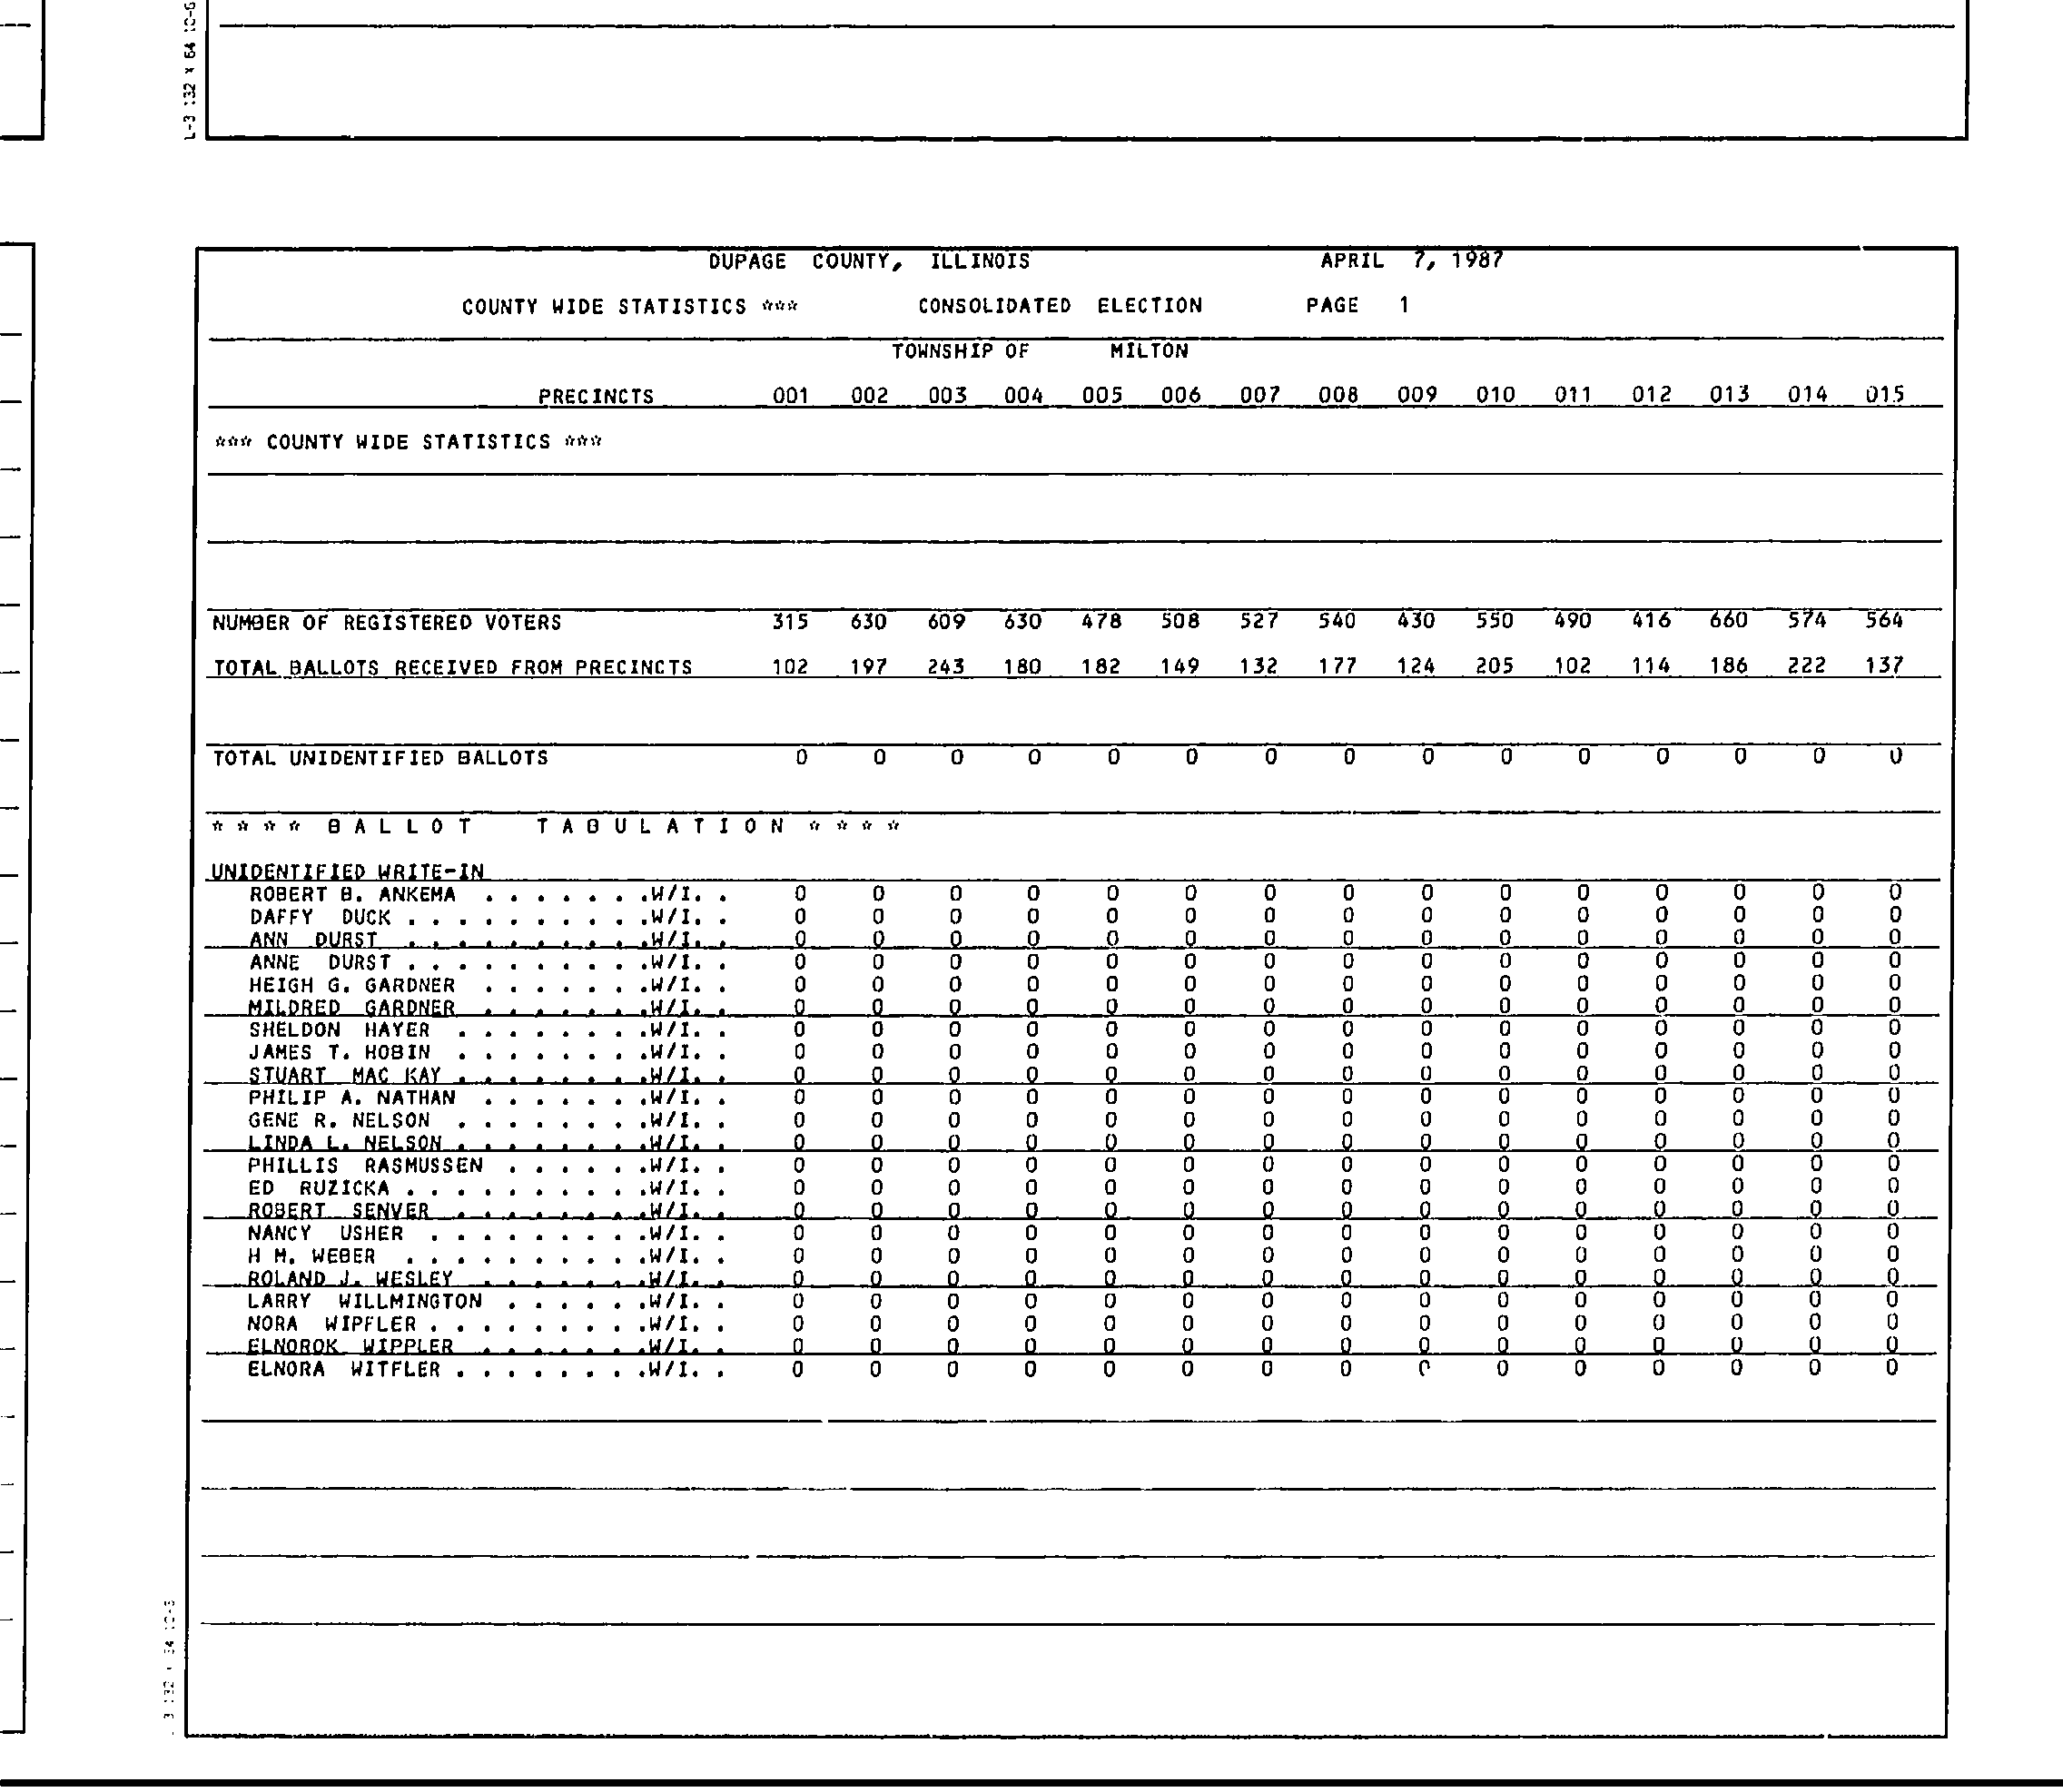 L-3 132 x 64 10-6
DUPAGE COUNTY, ILLINOIS APRIL 7, 1987
COUNTY WIDE STATISTICS *** CONSOLIDATED ELECTION PAGE 1
TOWNSHIP OF MILTON
PRECINCTS 001 002 003 004 005 006 007 008 009 010 011 012 013 014 015
*** COUNTY WIDE STATISTICS ***
NUMBER OF REGISTERED VOTERS 315 630 609 630 478 508 527 540 430 550 490 416 660 574 564
TOTAL BALLOTS RECEIVED FROM PRECINCTS 102 197 243 180 182 149 132 177 124 205 102 114 186 222 137
TOTAL UNIDENTIFIED BALLOTS 0 0 0 0 0 0 0 0 0 0 0 0 0 0 0
* * * * B A L L O T T A B U L A T I O N * * * *
UNIDENTIFIED WRITE-IN
ROBERT B. ANKEMA . . . . . . .W/I. . 0 0 0 0 0 0 0 0 0 0 0 0 0 0 0
DAFFY DUCK . . . . . . . . . .W/I. . 0 0 0 0 0 0 0 0 0 0 0 0 0 0 0
ANN DURST . . . . . . . . . .W/I. . 0 0 0 0 0 0 0 0 0 0 0 0 0 0 0
ANNE DURST . . . . . . . . . .W/I. . 0 0 0 0 0 0 0 0 0 0 0 0 0 0 0
HEIGH G. GARDNER . . . . . . .W/I. . 0 0 0 0 0 0 0 0 0 0 0 0 0 0 0
MILDRED GARDNER . . . . . . .W/I. . 0 0 0 0 0 0 0 0 0 0 0 0 0 0 0
SHELDON HAYER . . . . . . . .W/I. . 0 0 0 0 0 0 0 0 0 0 0 0 0 0 0
JAMES T. HOBIN . . . . . . . .W/I. . 0 0 0 0 0 0 0 0 0 0 0 0 0 0 0
STUART MAC KAY . . . . . . . .W/I. . 0 0 0 0 0 0 0 0 0 0 0 0 0 0 0
PHILIP A. NATHAN . . . . . . .W/I. . 0 0 0 0 0 0 0 0 0 0 0 0 0 0 0
GENE R. NELSON . . . . . . . .W/I. . 0 0 0 0 0 0 0 0 0 0 0 0 0 0 0
LINDA L. NELSON . . . . . . . .W/I. . 0 0 0 0 0 0 0 0 0 0 0 0 0 0 0
PHILLIS RASMUSSEN . . . . . .W/I. . 0 0 0 0 0 0 0 0 0 0 0 0 0 0 0
ED RUZICKA . . . . . . . . . .W/I. . 0 0 0 0 0 0 0 0 0 0 0 0 0 0 0
ROBERT SENVER . . . . . . . .W/I. . 0 0 0 0 0 0 0 0 0 0 0 0 0 0 0
NANCY USHER . . . . . . . . .W/I. . 0 0 0 0 0 0 0 0 0 0 0 0 0 0 0
H M. WEBER . . . . . . . . . .W/I. . 0 0 0 0 0 0 0 0 0 0 0 0 0 0 0
ROLAND J. WESLEY . . . . . . .W/I. . 0 0 0 0 0 0 0 0 0 0 0 0 0 0 0
LARRY WILLMINGTON . . . . . .W/I. . 0 0 0 0 0 0 0 0 0 0 0 0 0 0 0
NORA WIPFLER . . . . . . . . .W/I. . 0 0 0 0 0 0 0 0 0 0 0 0 0 0 0
ELNOROK WIPPLER . . . . . . .W/I. . 0 0 0 0 0 0 0 0 0 0 0 0 0 0 0
ELNORA WITFLER . . . . . . . .W/I. . 0 0 0 0 0 0 0 0 0 0 0 0 0 0 0